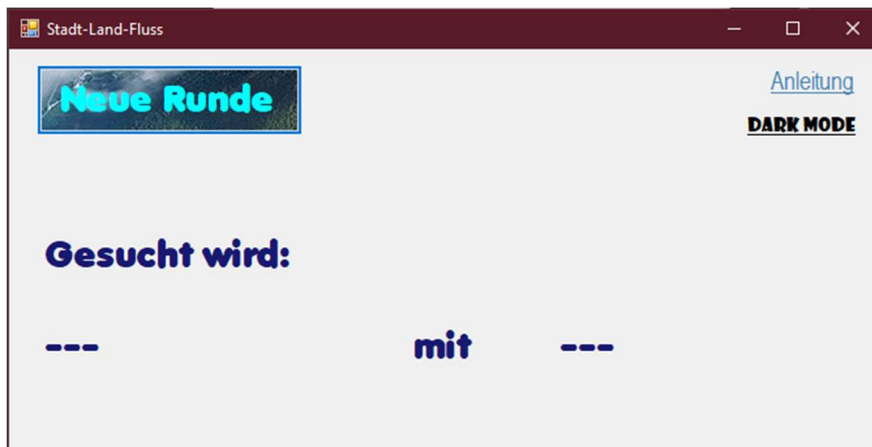 Stadt-Land-Fluss
Neue Runde
Anleitung
DARK MODE
Gesucht wird:
--- mit ---